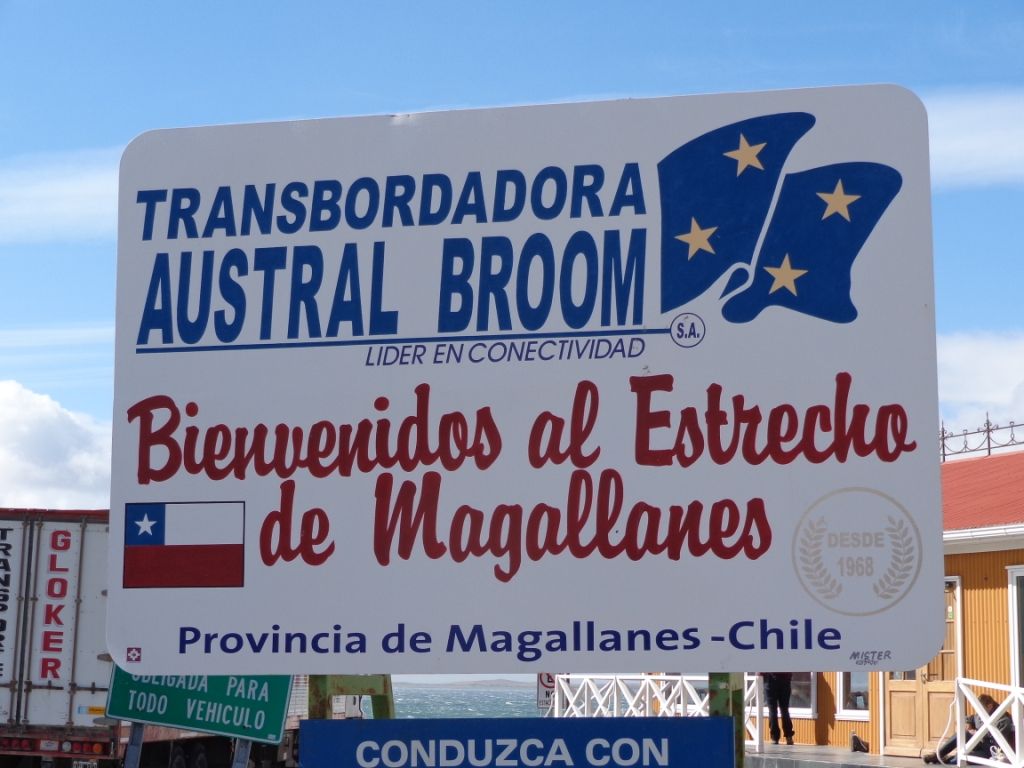 TRANSBORDADORA
AUSTRAL BROOM
S.A.
LIDER EN CONECTIVIDAD
Bienvenidos al Estrecho
de Magallanes
DESDE
1968
Provincia de Magallanes -Chile
MISTER
GLOKER
PARA
TODO VEHICULO
CONDUZCA CON